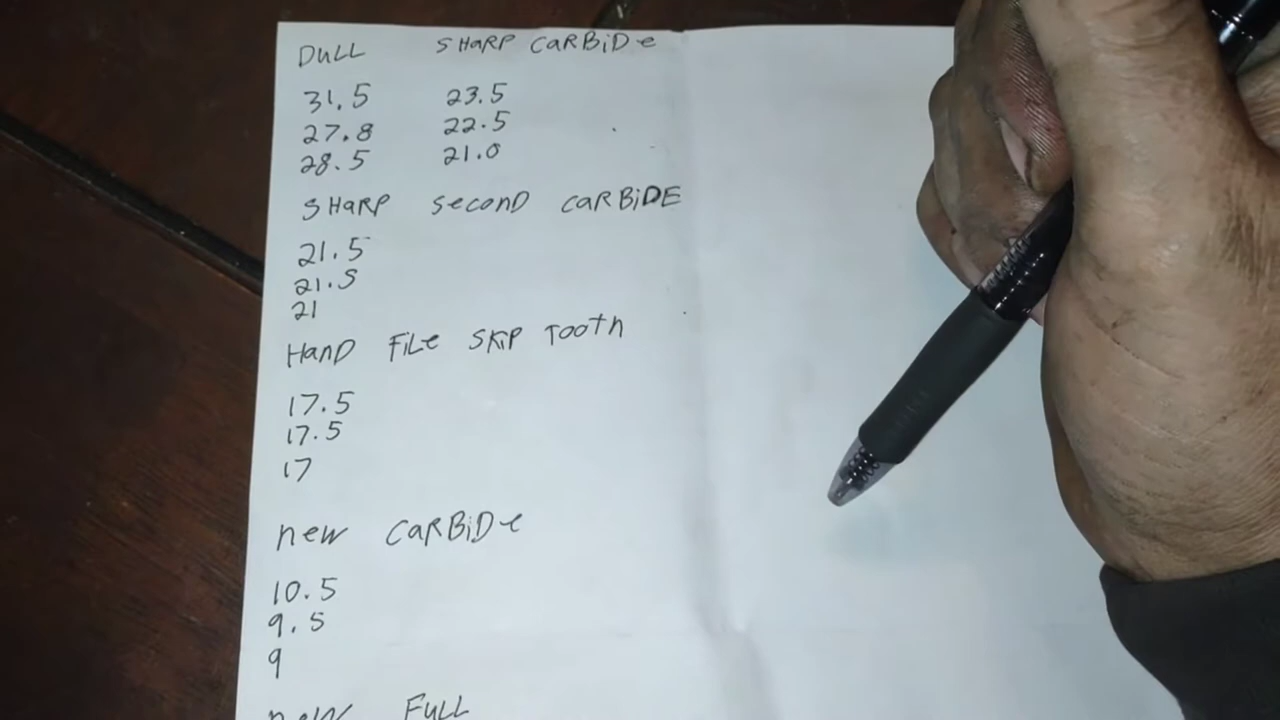 DULL SHARP CARBIDe
31.5 23.5
27.8 22.5
28.5 21.0
SHARP SeconD CARBIDE
21.5
21.5
21
HanD FiLe SKiP TOOTh
17.5
17.5
17
new CARBiDe
10.5
9.5
9
new FULL